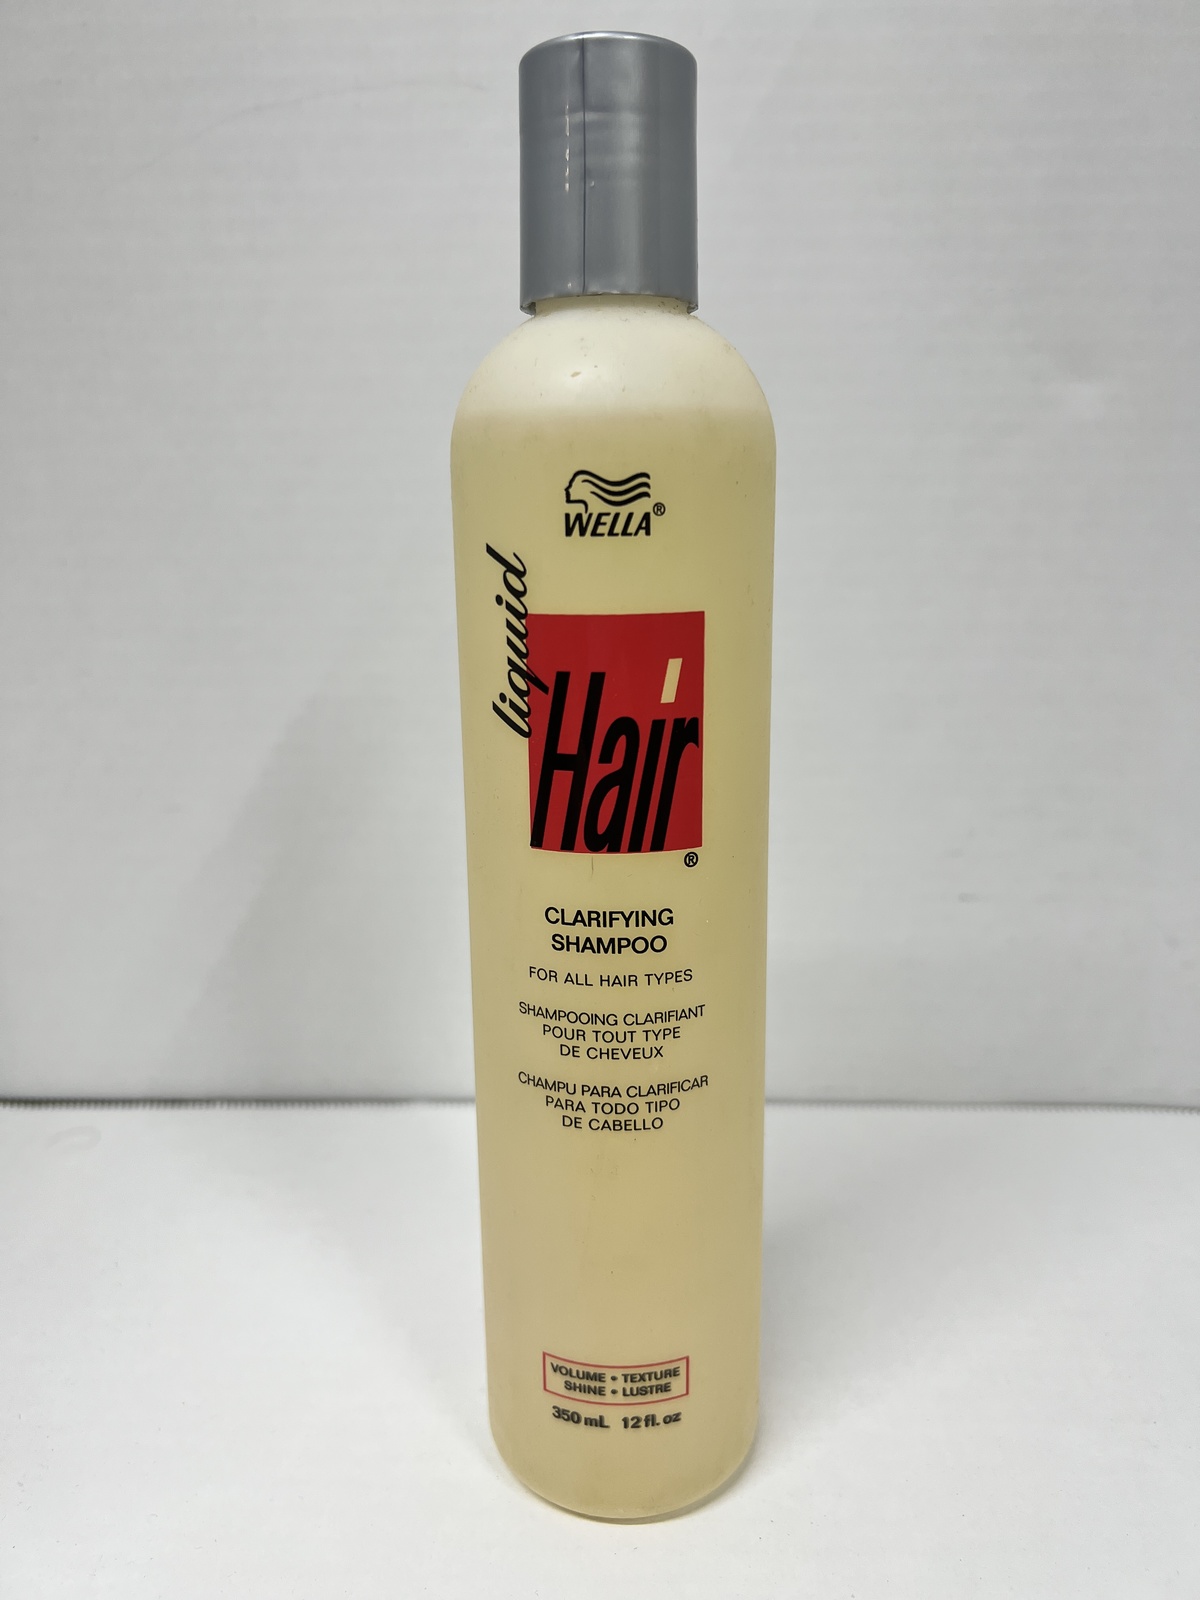 WELLA®
liquid
Hair®
CLARIFYING
SHAMPOO
FOR ALL HAIR TYPES
SHAMPOOING CLARIFIANT
POUR TOUT TYPE
DE CHEVEUX
CHAMPU PARA CLARIFICAR
PARA TODO TIPO
DE CABELLO
VOLUME • TEXTURE
SHINE • LUSTRE
350 mL 12 fl. oz